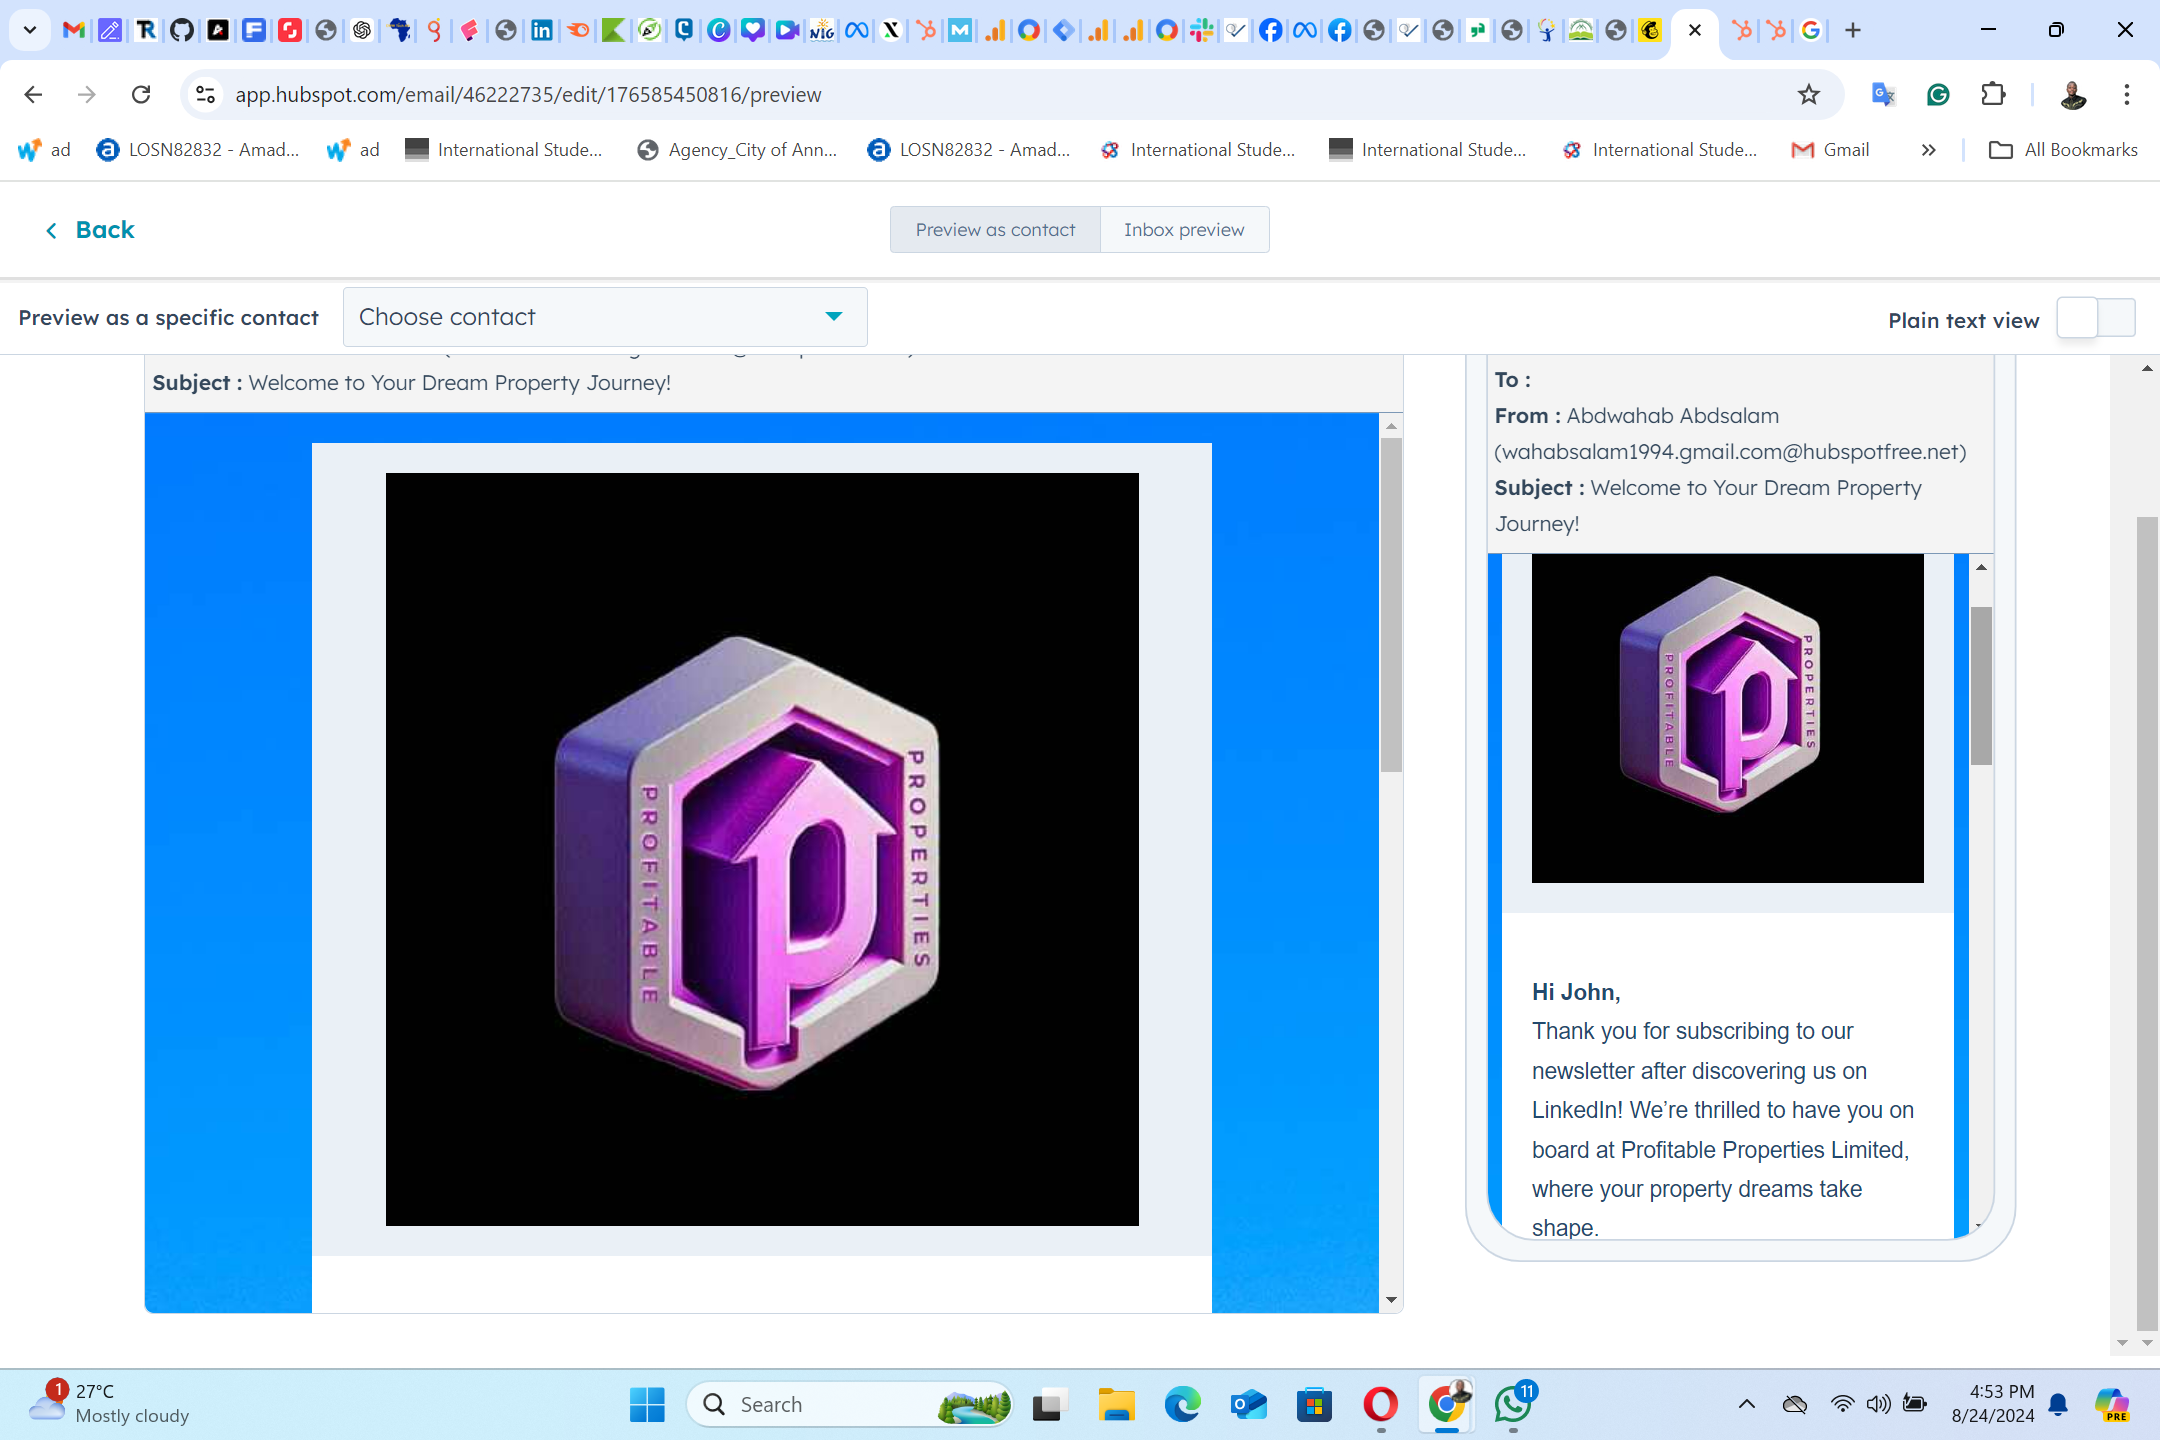 app.hubspot.com/email/46222735/edit/176585450816/preview
ad
LOSN82832 - Amad...
ad
International Stude...
Agency_City of Ann...
LOSN82832 - Amad...
International Stude...
International Stude...
International Stude...
Gmail
All Bookmarks
Back
Preview as contact
Inbox preview
Preview as a specific contact
Choose contact
Plain text view
Subject : Welcome to Your Dream Property Journey!
PROFITABLE
PROPERTIES
To :
From : Abdwahab Abdsalam
(wahabsalam1994.gmail.com@hubspotfree.net)
Subject : Welcome to Your Dream Property
Journey!
PROFITABLE
PROPERTIES
Hi John,
Thank you for subscribing to our
newsletter after discovering us on
LinkedIn! We’re thrilled to have you on
board at Profitable Properties Limited,
where your property dreams take
shape.
1
27°C
Mostly cloudy
Search
11
4:53 PM
8/24/2024
PRE